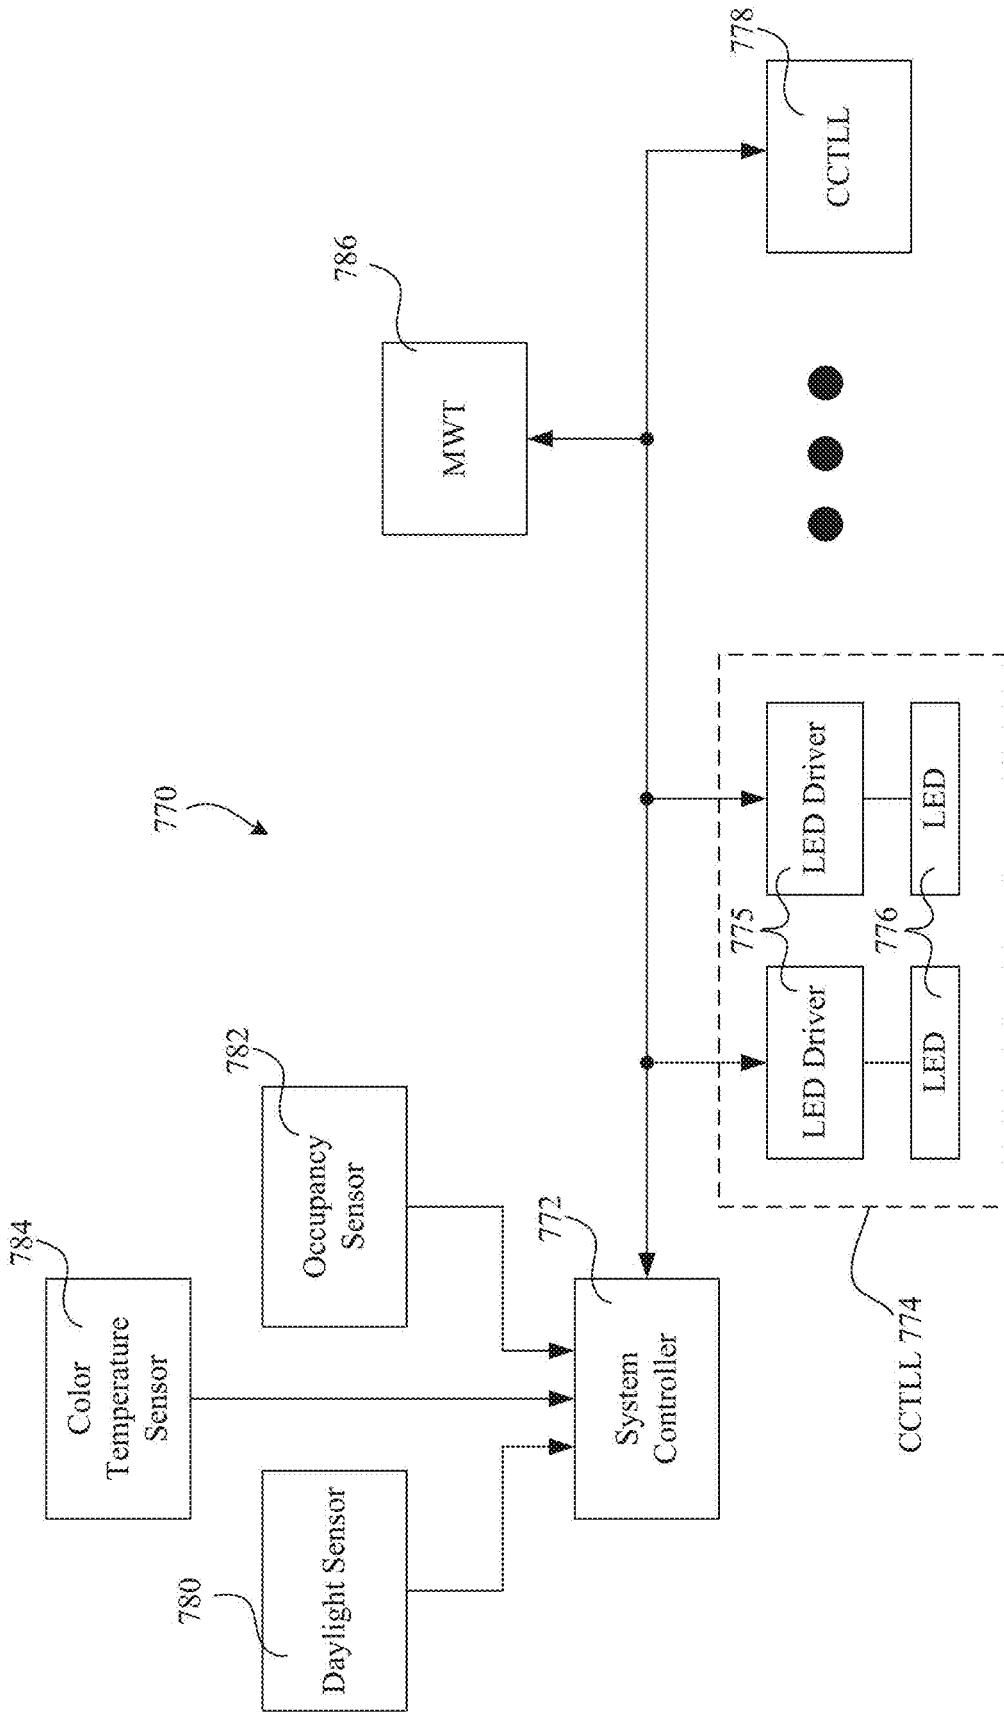 770
784
Color
Temperature
Sensor
780
Daylight Sensor
782
Occupancy
Sensor
772
System
Controller
786
MWT
778
CCTLL
775
LED Driver
LED Driver
776
LED
LED
CCTLL 774